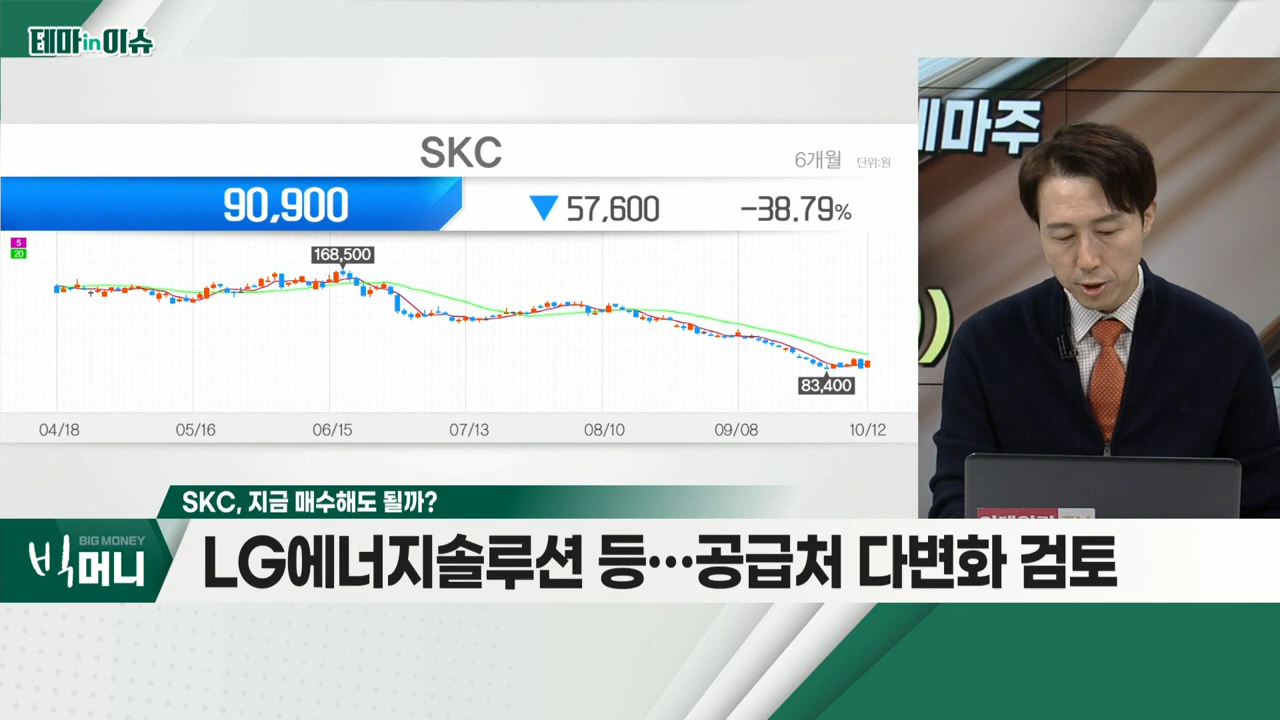 테마in이슈
SKC
6개월 단위:원
90,900 ▼57,600 -38.79%
5
20
168,500
83,400
04/18 05/16 06/15 07/13 08/10 09/08 10/12
테마주
)
SKC, 지금 매수해도 될까?
BIG MONEY
빅머니
LG에너지솔루션 등…공급처 다변화 검토